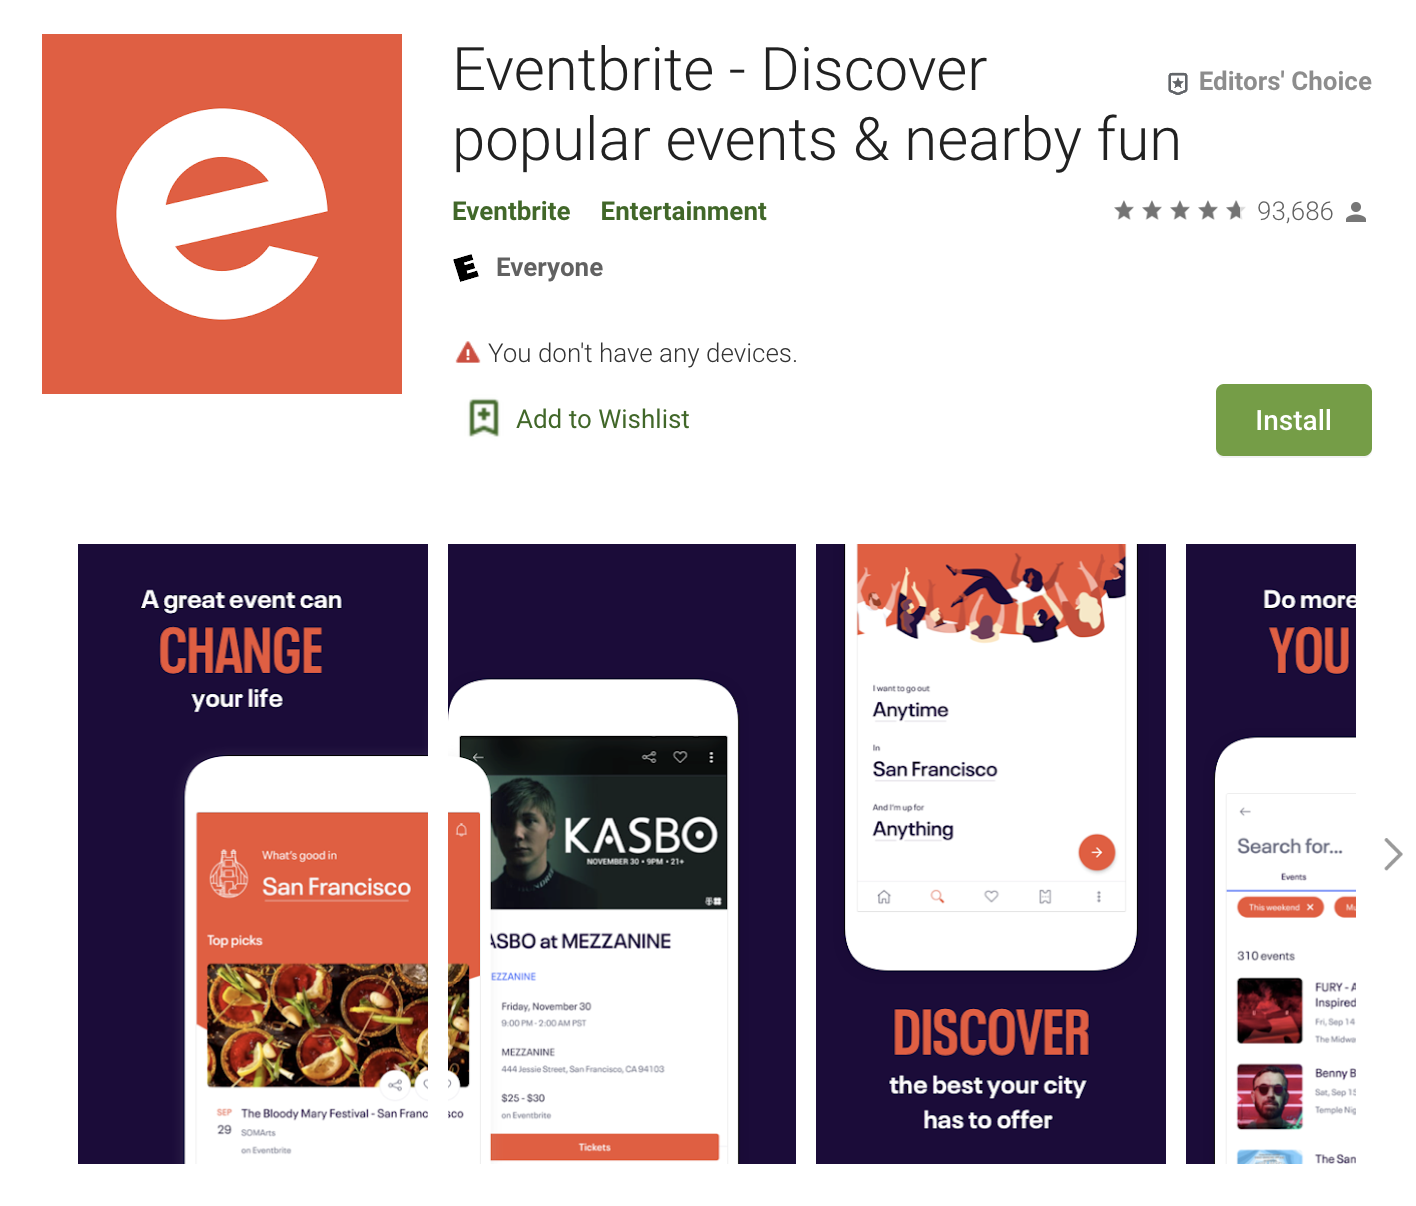 Eventbrite - Discover
popular events & nearby fun
Editors' Choice
Eventbrite Entertainment
93,686
E Everyone
You don't have any devices.
Add to Wishlist
Install
A great event can
CHANGE
your life
What's good in
San Francisco
Top picks
SEP
29
The Bloody Mary Festival - San Franc
SOMArts
on Eventbrite
sco
KASBO
NOVEMBER 30 • 9PM • 21+
ASBO at MEZZANINE
EZZANINE
Friday, November 30
9:00 PM - 2:00 AM PST
MEZZANINE
444 Jessie Street, San Francisco, CA 94103
$25 - $30
on Eventbrite
Tickets
I want to go out
Anytime
In
San Francisco
And I'm up for
Anything
DISCOVER
the best your city
has to offer
Do more
YOU
Search for...
Events
This weekend ×
Mu
310 events
FURY - A
Inspired
Fri, Sep 14
The Midwa
Benny B
Sat, Sep 15
Temple Nig
The San